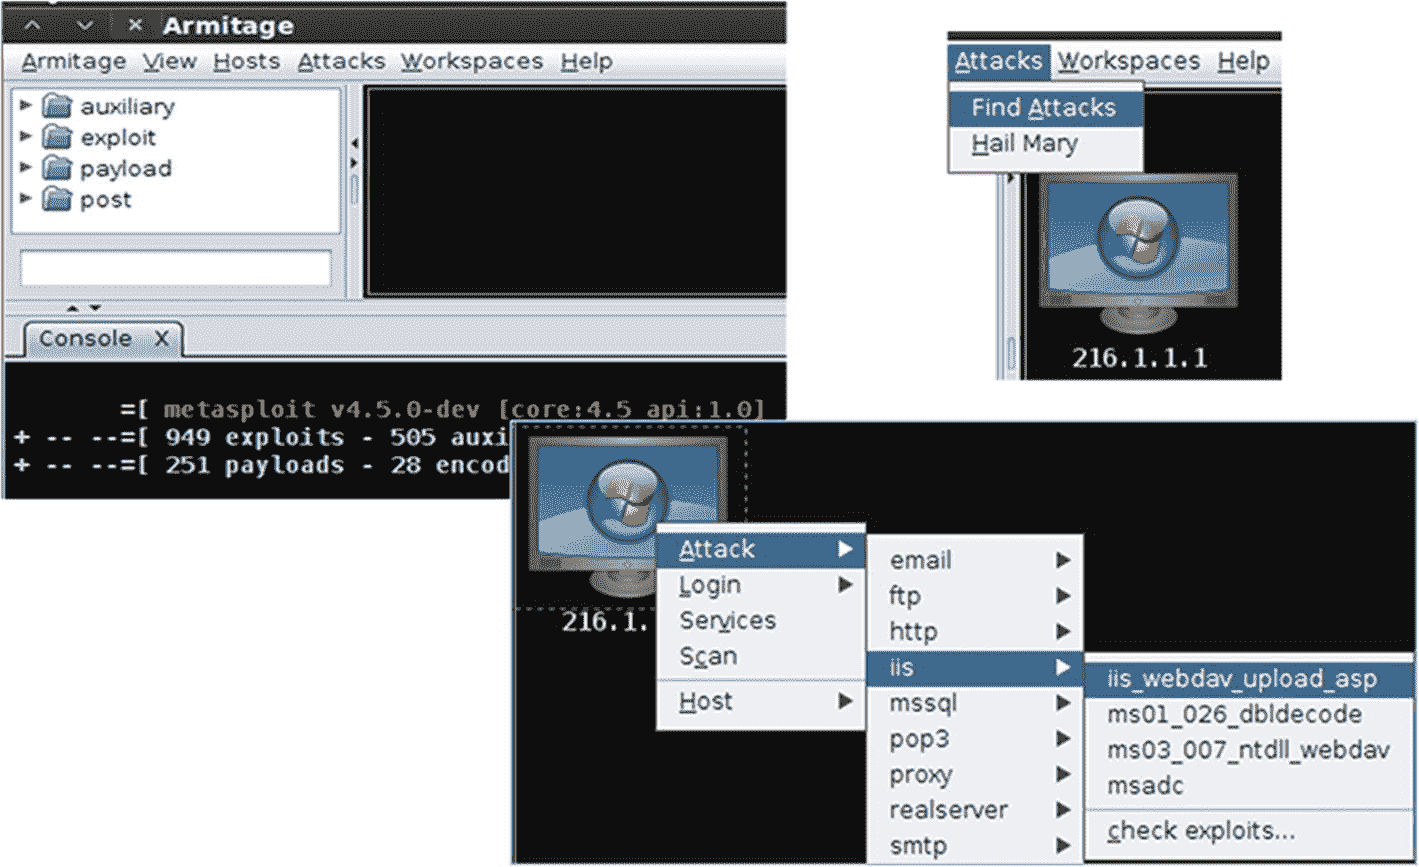 Armitage
Armitage View Hosts Attacks Workspaces Help
auxiliary
exploit
payload
post
Console X
=[ metasploit v4.5.0-dev [core:4.5 api:1.0]
+ -- --=[ 949 exploits - 505 auxi
+ -- --=[ 251 payloads - 28 encod
Attacks Workspaces Help
Find Attacks
Hail Mary
216.1.1.1
216.1.
Attack
Login
Services
Scan
Host
email
ftp
http
iis
mssql
pop3
proxy
realserver
smtp
iis_webdav_upload_asp
ms01_026_dbldecode
ms03_007_ntdll_webdav
msadc
check exploits...